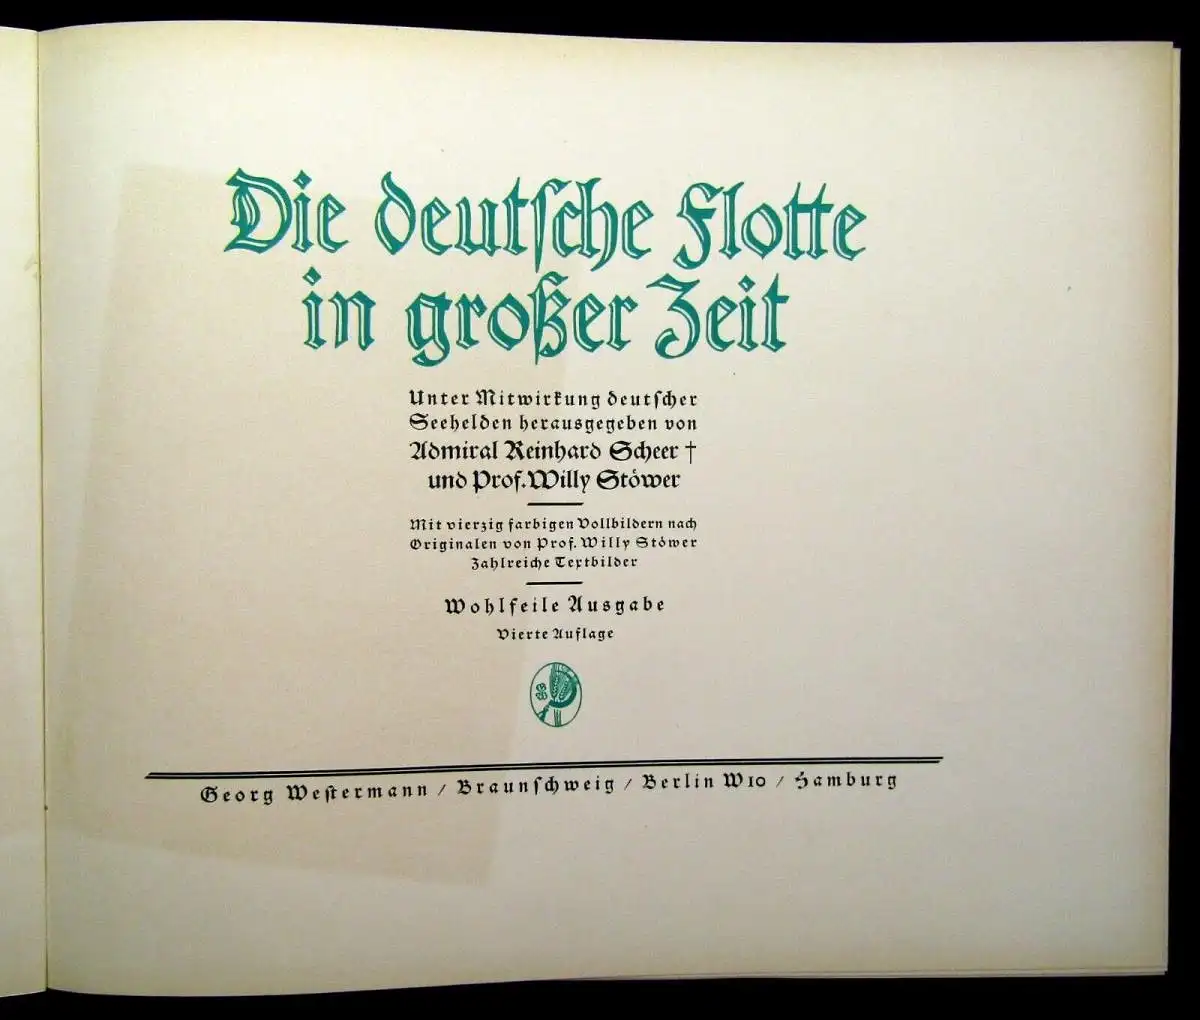 Die deutsche Flotte
in großer Zeit
Unter Mitwirkung deutscher
Seehelden herausgegeben von
Admiral Reinhard Scheer †
und Prof. Willy Stöwer
Mit vierzig farbigen Vollbildern nach
Originalen von Prof. Willy Stöwer
Zahlreiche Textbilder
Wohlfeile Ausgabe
Vierte Auflage
Georg Westermann / Braunschweig / Berlin W10 / Hamburg